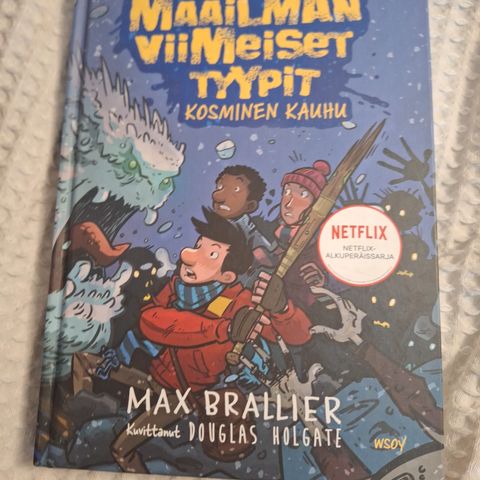 MAAILMAN
VIIMEISET
TYYPIT
KOSMINEN KAUHU
NETFLIX
NETFLIX-
ALKUPERÄISSARJA
MAX BRALLIER
Kuvittanut DOUGLAS HOLGATE
WSOY